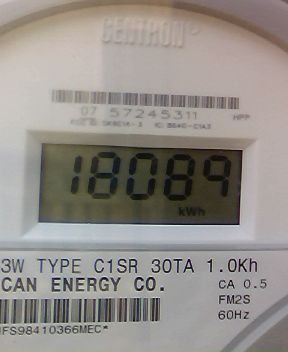 CENTRON®
07 57245311
HPP
18089
kWh
3W TYPE C1SR 30TA 1.0Kh
CAN ENERGY CO.
CA 0.5
FM2S
60Hz